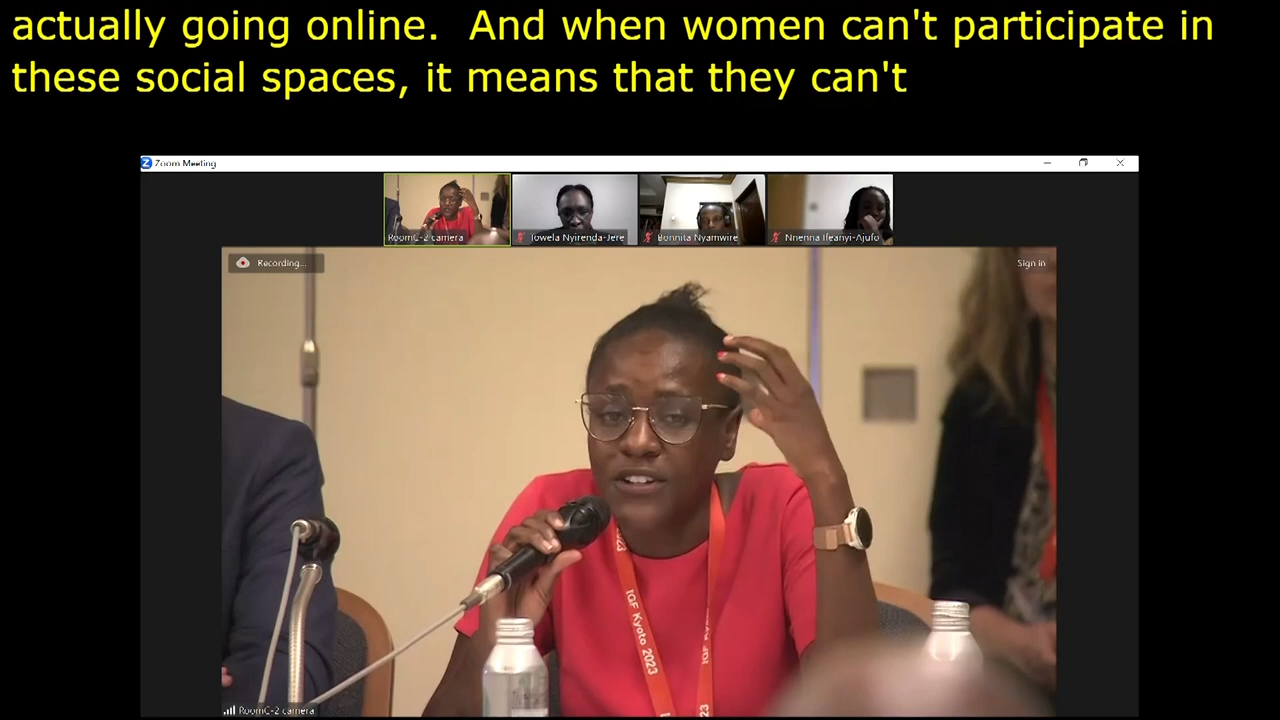 actually going online.  And when women can't participate in
these social spaces, it means that they can't
Zoom Meeting
RoomC-2 camera
Towela Nyirenda-Jere
Bonnita Nyamwire
Nnenna Ifeanyi-Ajufo
Recording...
Sign in
IGF Kyoto 2023
RoomC-2 camera